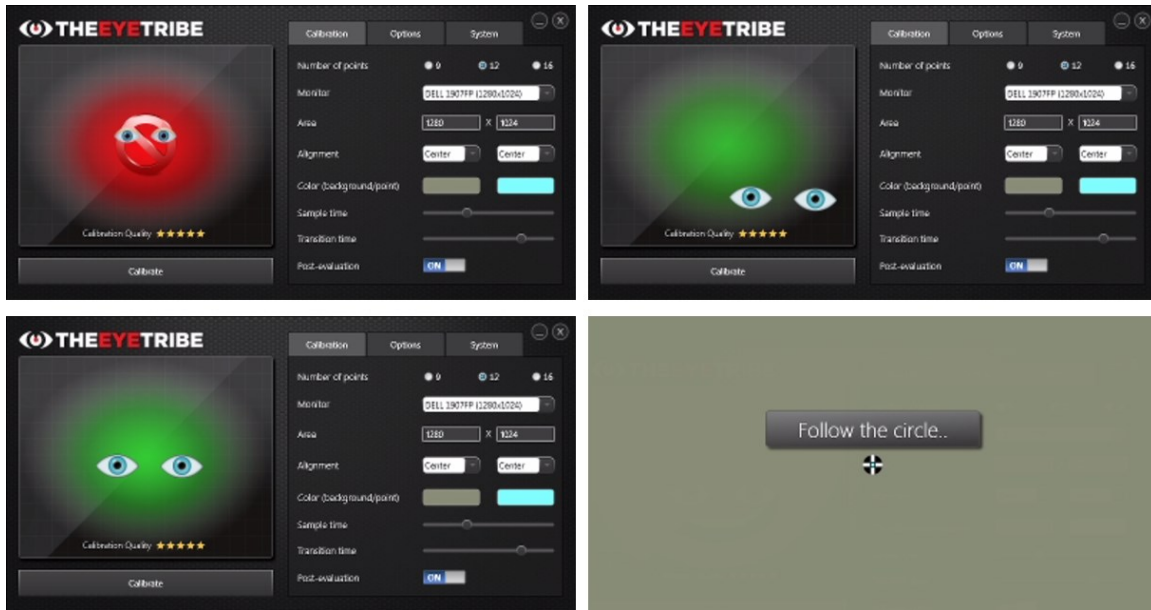 THEEYETRIBE
Calibration Options System
Number of points 9 12 16
Monitor DELL 1907FP (1280x1024)
Area 1280 X 1024
Alignment Center Center
Color (background/point)
Sample time
Transition time
Post-evaluation ON
Calibration Quality
Calibrate
THEEYETRIBE
Calibration Options System
Number of points 9 12 16
Monitor DELL 1907FP (1280x1024)
Area 1280 X 1024
Alignment Center Center
Color (background/point)
Sample time
Transition time
Post-evaluation ON
Calibration Quality
Calibrate
THEEYETRIBE
Calibration Options System
Number of points 9 12 16
Monitor DELL 1907FP (1280x1024)
Area 1280 X 1024
Alignment Center Center
Color (background/point)
Sample time
Transition time
Post-evaluation ON
Calibration Quality
Calibrate
Follow the circle..